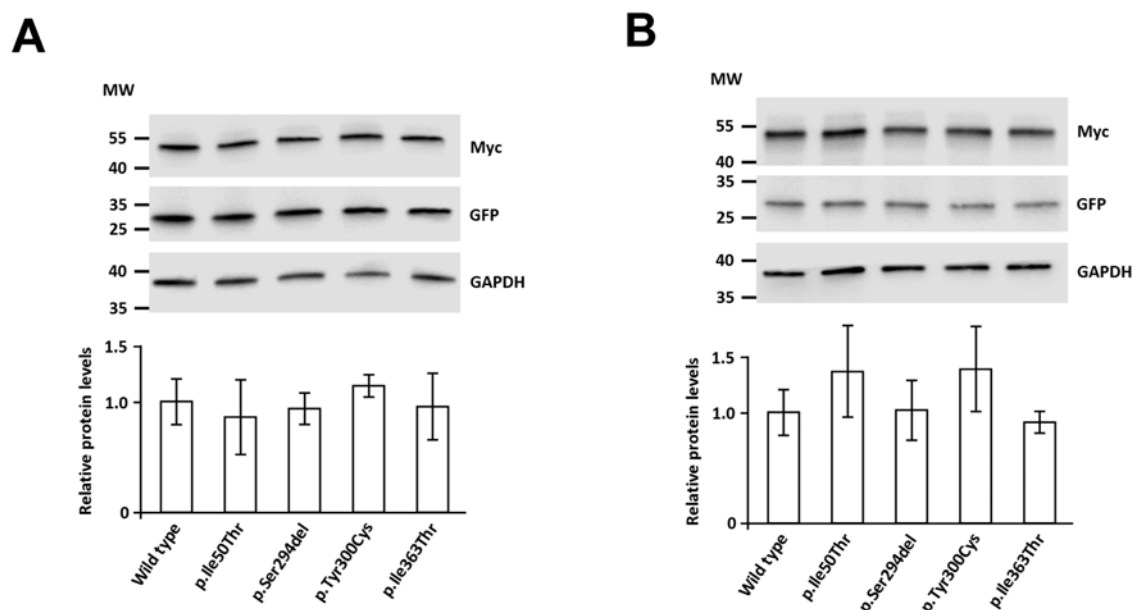 A
MW
55
40
Myc
35
25
GFP
40
35
GAPDH
Relative protein levels
1.5
1.0
0
Wild type
p.Ile50Thr
p.Ser294del
p.Tyr300Cys
p.Ile363Thr
B
MW
55
40
Myc
35
25
GFP
40
35
GAPDH
Relative protein levels
1.5
1.0
0
Wild type
p.Ile50Thr
p.Ser294del
p.Tyr300Cys
p.Ile363Thr